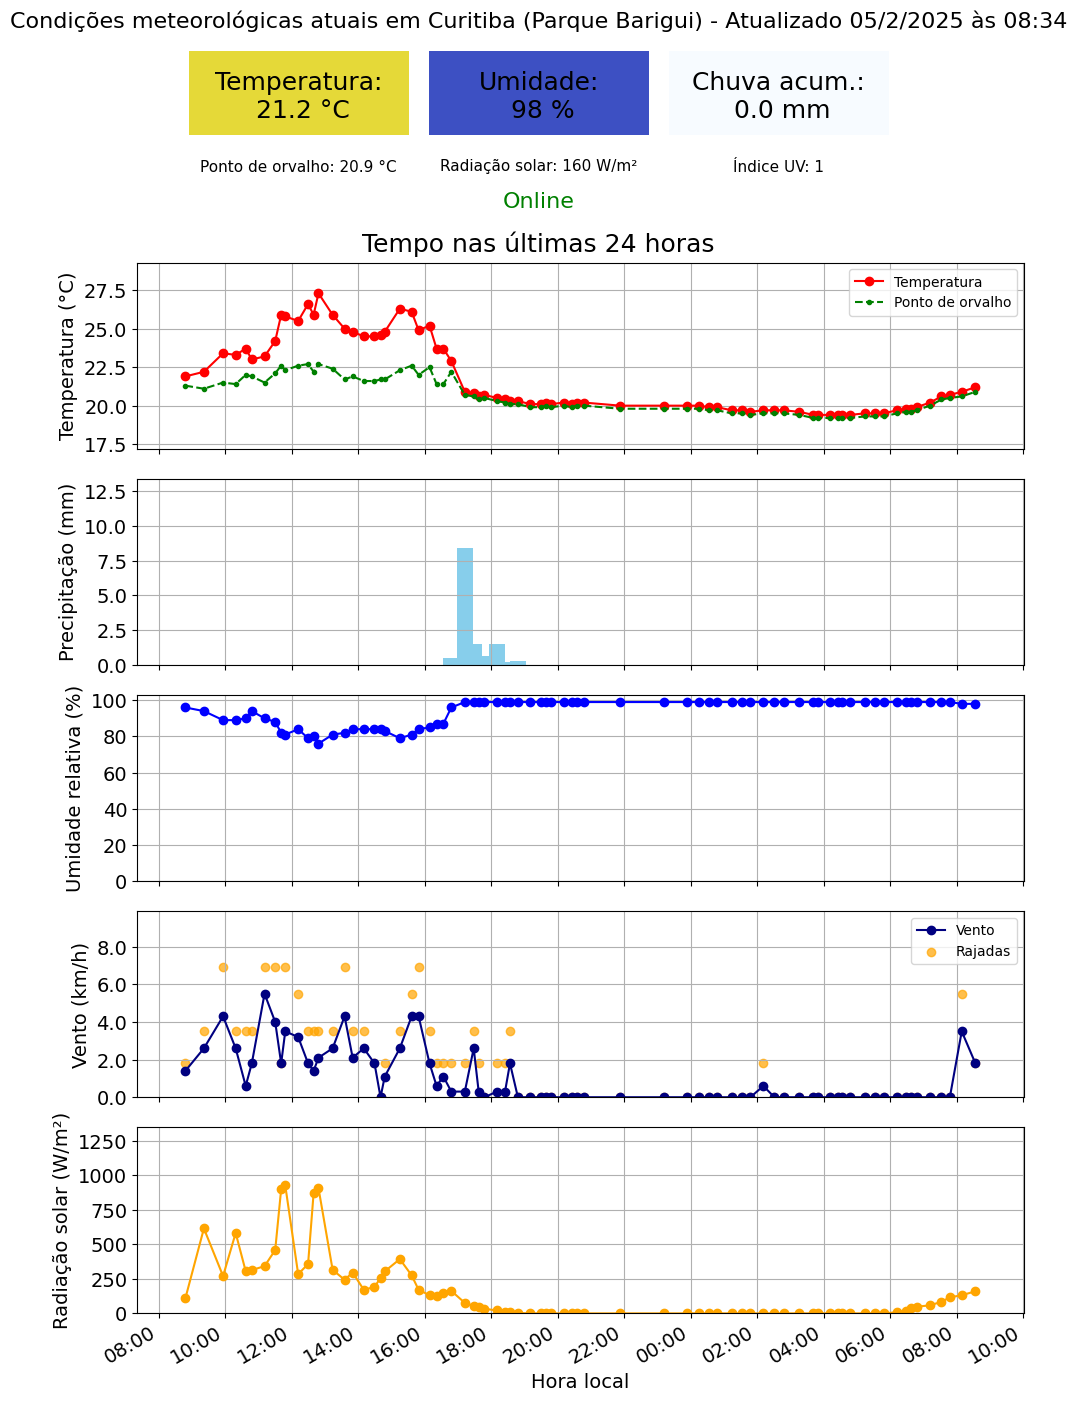 Condições meteorológicas atuais em Curitiba (Parque Barigui) - Atualizado 05/2/2025 às 08:34
Temperatura:
21.2 °C
Umidade:
98 %
Chuva acum.:
0.0 mm
Ponto de orvalho: 20.9 °C
Radiação solar: 160 W/m²
Índice UV: 1
Online
Tempo nas últimas 24 horas
Temperatura (°C)
27.5
25.0
22.5
20.0
17.5
Temperatura
Ponto de orvalho
Precipitação (mm)
12.5
10.0
7.5
5.0
2.5
0.0
Umidade relativa (%)
100
80
60
40
20
0
Vento (km/h)
8.0
6.0
4.0
2.0
0.0
Vento
Rajadas
Radiação solar (W/m²)
1250
1000
750
500
250
0
08:00
10:00
12:00
14:00
16:00
18:00
20:00
22:00
00:00
02:00
04:00
06:00
08:00
10:00
Hora local